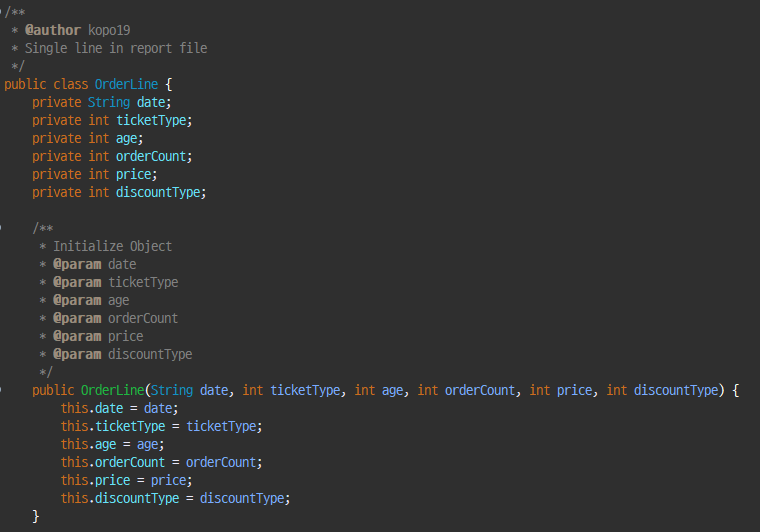 /**
 * @author kopo19
 * Single line in report file
 */
public class OrderLine {
    private String date;
    private int ticketType;
    private int age;
    private int orderCount;
    private int price;
    private int discountType;

    /**
     * Initialize Object
     * @param date
     * @param ticketType
     * @param age
     * @param orderCount
     * @param price
     * @param discountType
     */
    public OrderLine(String date, int ticketType, int age, int orderCount, int price, int discountType) {
        this.date = date;
        this.ticketType = ticketType;
        this.age = age;
        this.orderCount = orderCount;
        this.price = price;
        this.discountType = discountType;
    }